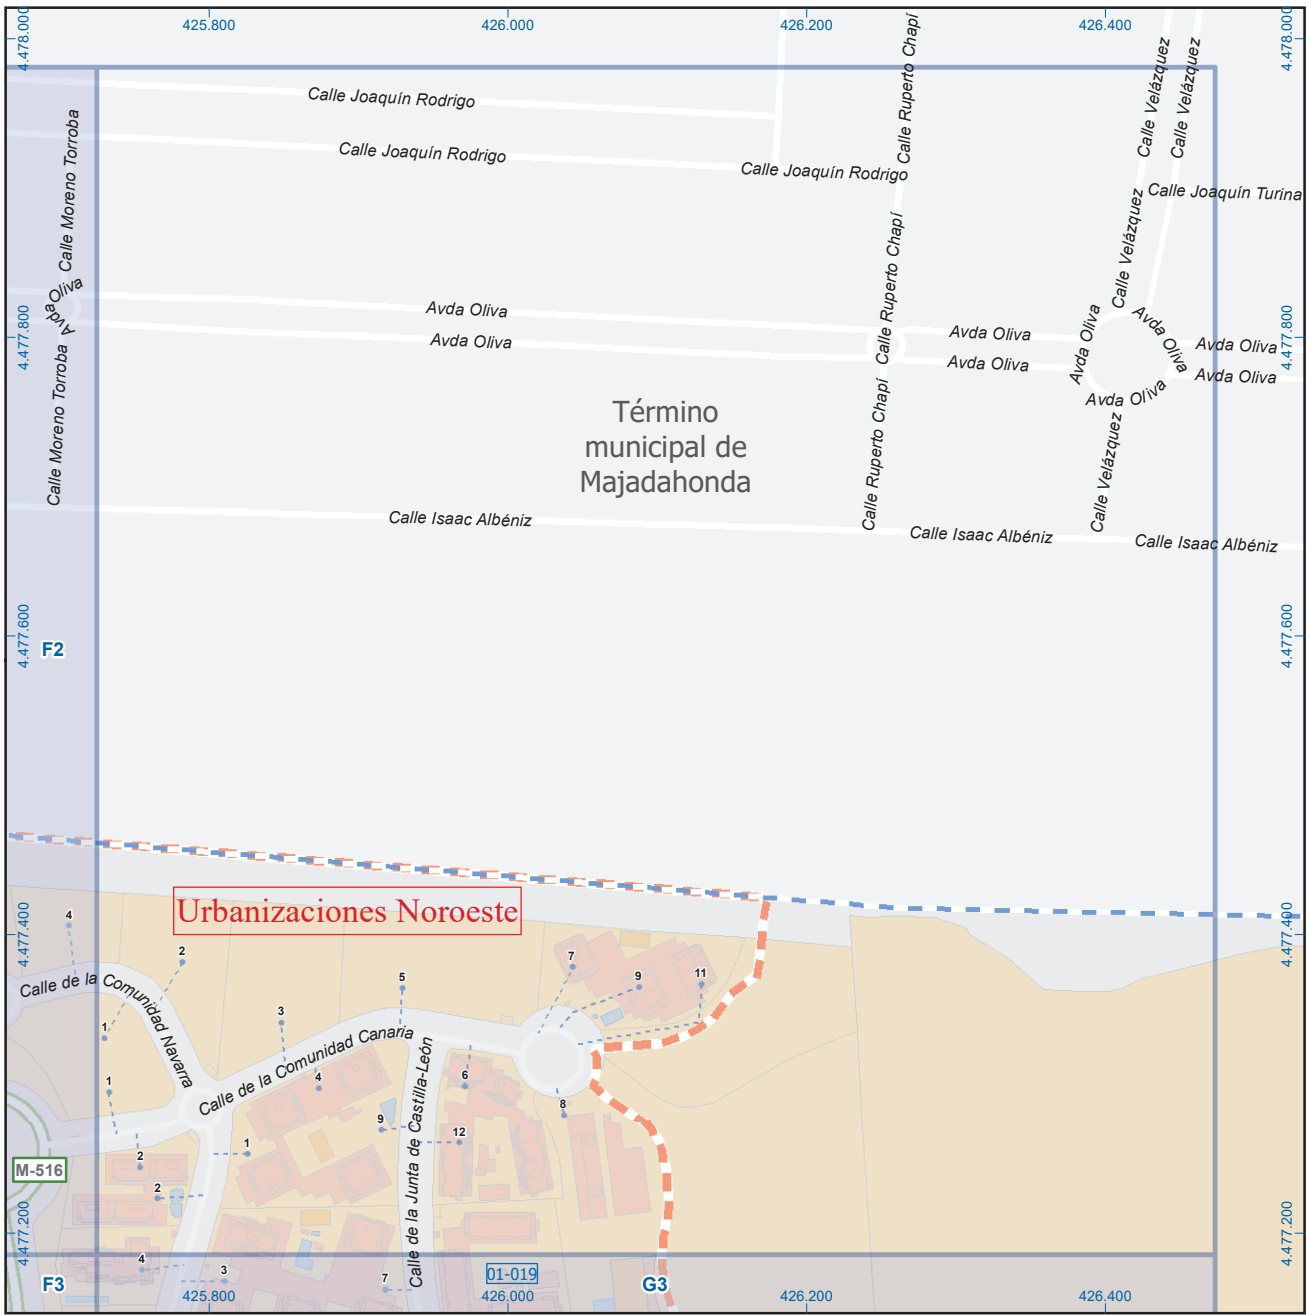 425.800
426.000
426.200
426.400
4.478.000
4.478.000
Calle Joaquín Rodrigo
Calle Joaquín Rodrigo
Calle Joaquín Rodrigo
Calle Ruperto Chapí
Calle Velázquez
Calle Velázquez
Calle Joaquín Turina
Calle Moreno Torroba
Calle Ruperto Chapí
Calle Velázquez
Avda Oliva
4.477.800
Avda Oliva
Avda Oliva
Avda Oliva
Avda Oliva
Avda Oliva
Avda Oliva
Avda Oliva
Avda Oliva
Avda Oliva
4.477.800
Calle Moreno Torroba
Calle Ruperto Chapí
Calle Velázquez
Término
municipal de
Majadahonda
Calle Isaac Albéniz
Calle Isaac Albéniz
Calle Isaac Albéniz
4.477.600
4.477.600
F2
Urbanizaciones Noroeste
4.477.400
4.477.400
4
2
7
9
11
5
3
1
Calle de la Comunidad Navarra
Calle de la Comunidad Canaria
1
4
6
8
9
12
Calle de la Junta de Castilla-León
2
1
M-516
2
4.477.200
4.477.200
4
3
7
F3
01-019
G3
425.800
426.000
426.200
426.400